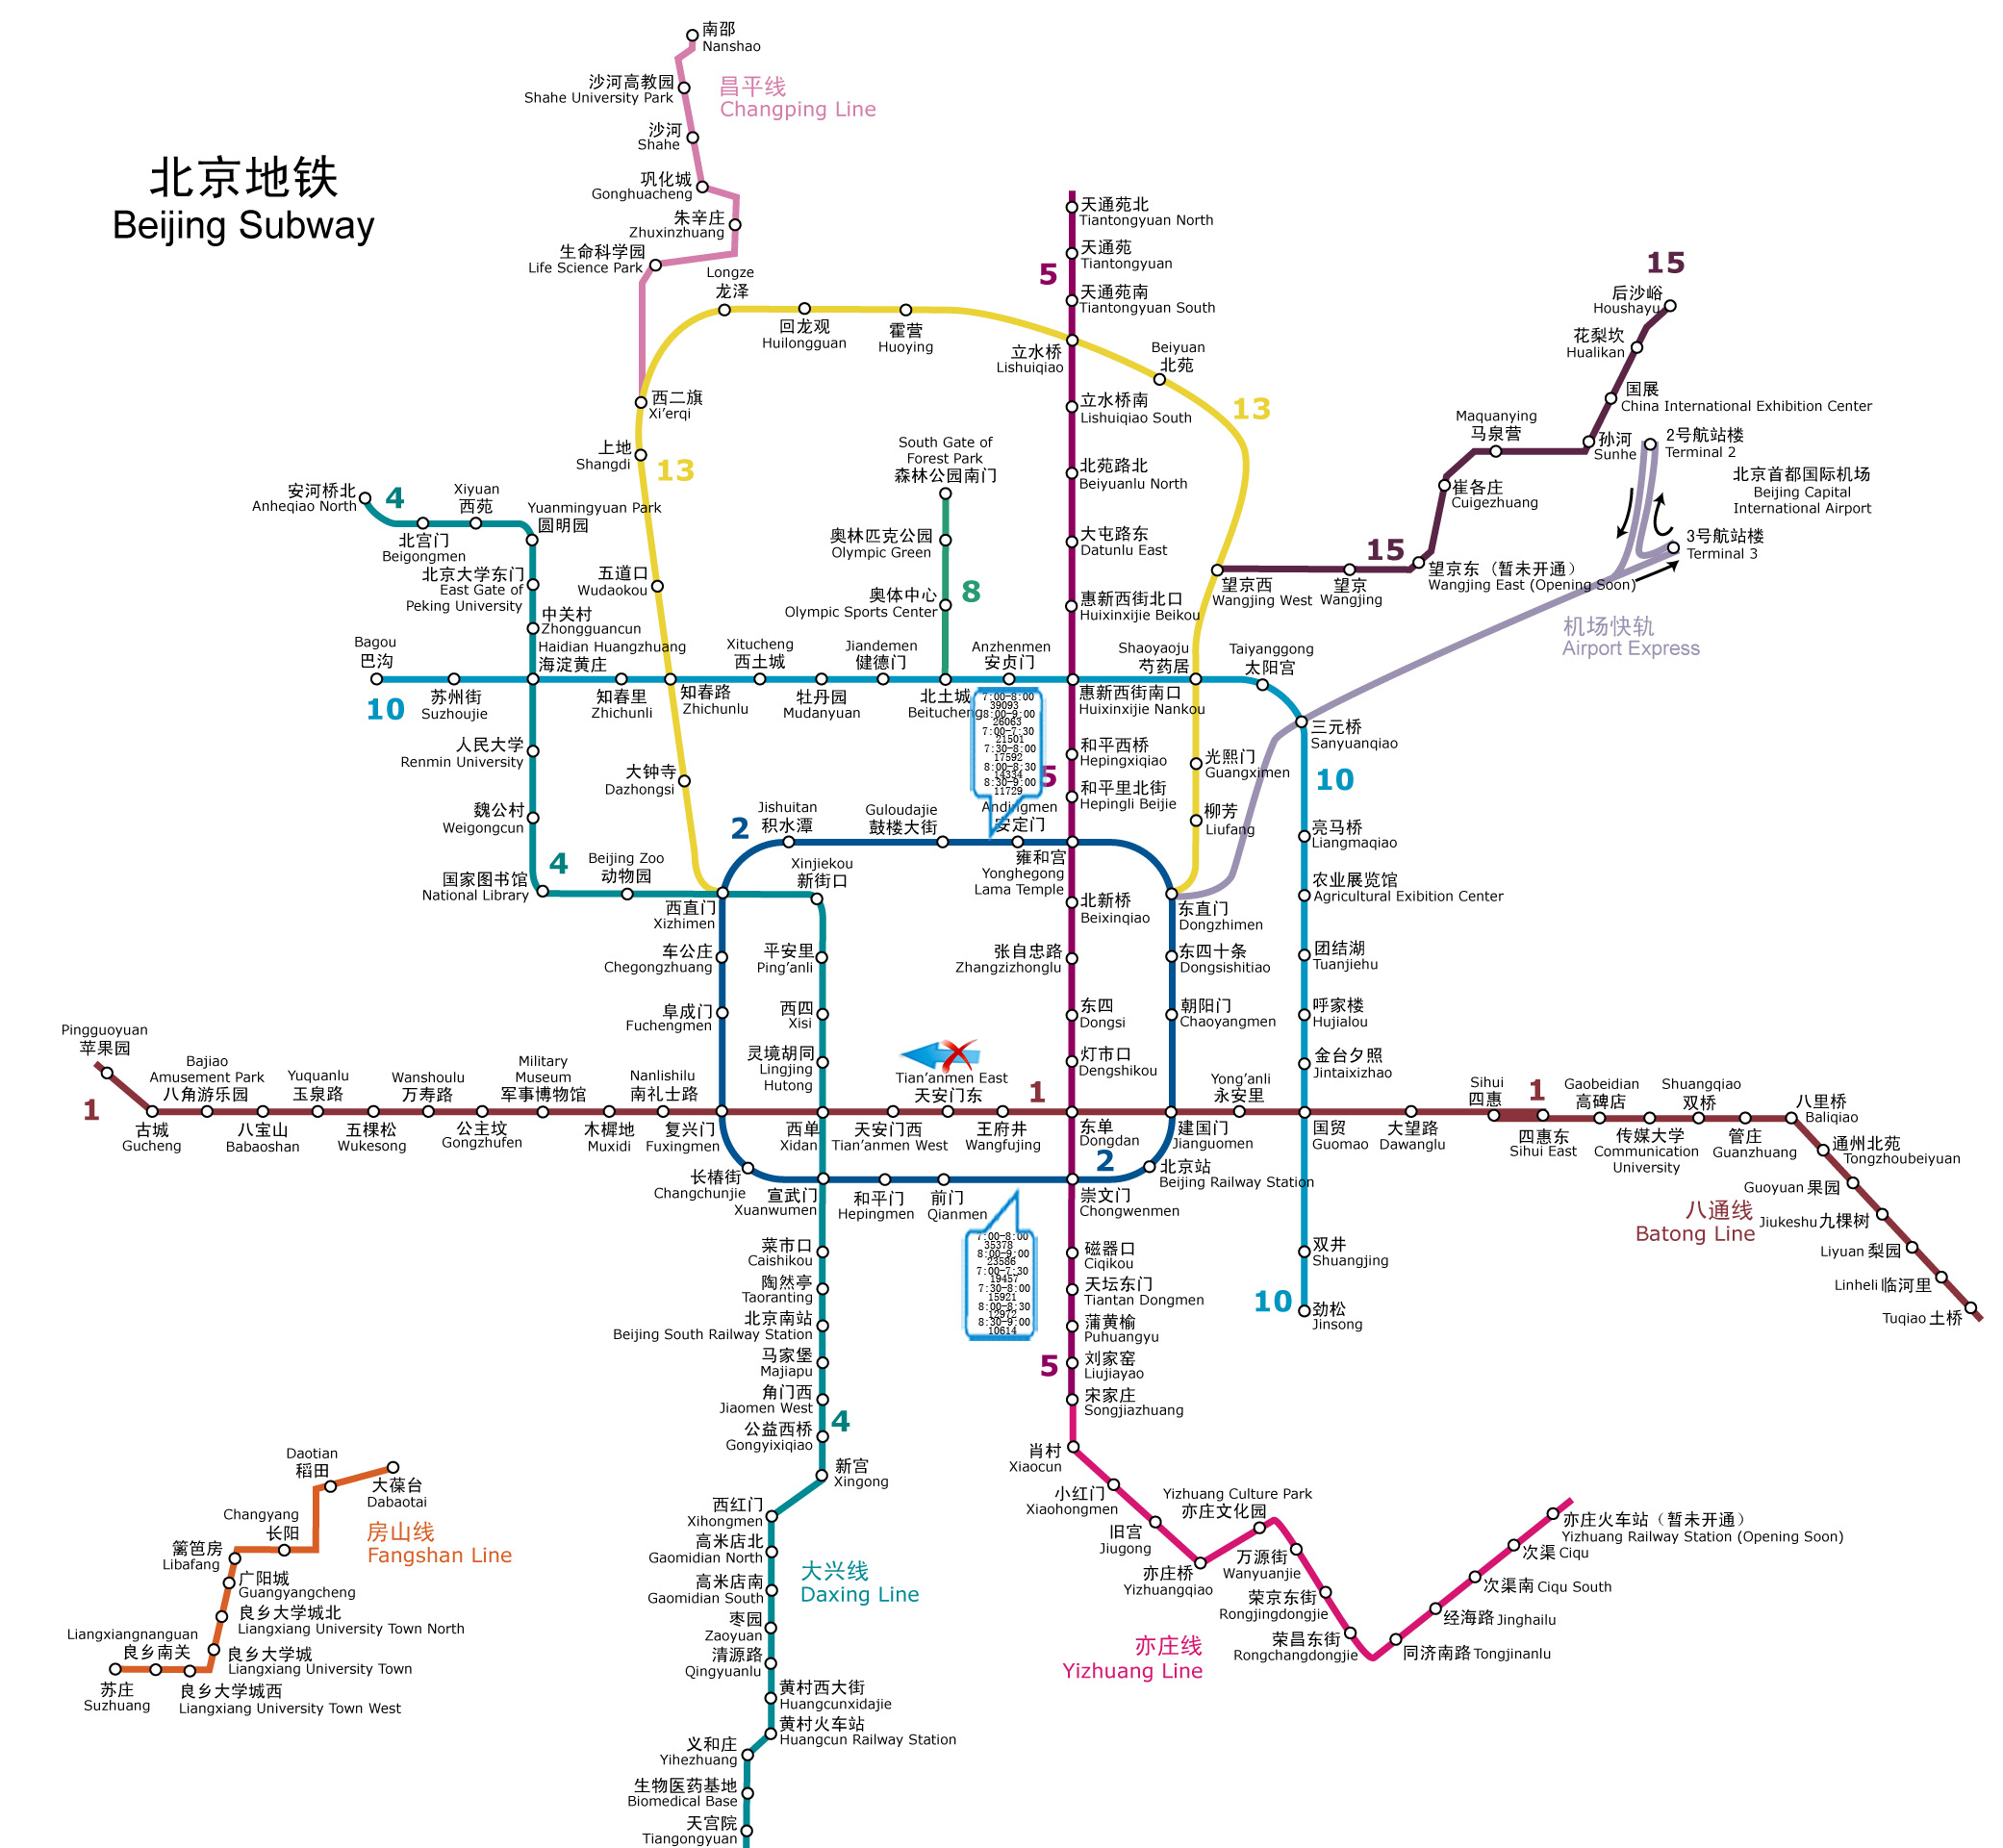 北京地铁
Beijing Subway
南邵
Nanshao
沙河高教园
Shahe University Park
昌平线
Changping Line
沙河
Shahe
巩化城
Gonghuacheng
朱辛庄
Zhuxinzhuang
生命科学园
Life Science Park
Longze
龙泽
回龙观
Huilongguan
霍营
Huoying
西二旗
Xi'erqi
上地
Shangdi
13
五道口
Wudaokou
大钟寺
Dazhongsi
天通苑北
Tiantongyuan North
天通苑
Tiantongyuan
5
天通苑南
Tiantongyuan South
立水桥
Lishuiqiao
Beiyuan
北苑
13
立水桥南
Lishuiqiao South
北苑路北
Beiyuanlu North
大屯路东
Datunlu East
惠新西街北口
Huixinxijie Beikou
15
后沙峪
Houshayu
花梨坎
Hualikan
国展
China International Exhibition Center
Maquanying
马泉营
孙河
Sunhe
2号航站楼
Terminal 2
北京首都国际机场
Beijing Capital
International Airport
3号航站楼
Terminal 3
崔各庄
Cuigezhuang
15
望京西
Wangjing West
望京
Wangjing
望京东（暂未开通）
Wangjing East (Opening Soon)
机场快轨
Airport Express
South Gate of
Forest Park
森林公园南门
奥林匹克公园
Olympic Green
8
奥体中心
Olympic Sports Center
安河桥北
Anheqiao North
4
Xiyuan
西苑
Yuanmingyuan Park
圆明园
北宫门
Beigongmen
北京大学东门
East Gate of
Peking University
中关村
Zhongguancun
Haidian Huangzhuang
海淀黄庄
Bagou
巴沟
10
苏州街
Suzhoujie
知春里
Zhichunli
知春路
Zhichunlu
Xitucheng
西土城
牡丹园
Mudanyuan
Jiandemen
健德门
北土城
Beitucheng
Anzhenmen
安贞门
惠新西街南口
Huixinxijie Nankou
Shaoyaoju
芍药居
Taiyanggong
太阳宫
三元桥
Sanyuanqiao
7:00-8:00
39093
8:00-9:00
26063
7:00-7:30
21501
7:30-8:00
17592
8:00-8:30
14334
8:30-9:00
11729
人民大学
Renmin University
魏公村
Weigongcun
4
国家图书馆
National Library
Beijing Zoo
动物园
西直门
Xizhimen
Xinjiekou
新街口
2
Jishuitan
积水潭
Guloudajie
鼓楼大街
Andingmen
安定门
雍和宫
Yonghegong
Lama Temple
5
和平西桥
Hepingxiqiao
和平里北街
Hepingli Beijie
光熙门
Guangximen
柳芳
Liufang
10
亮马桥
Liangmaqiao
农业展览馆
Agricultural Exibition Center
团结湖
Tuanjiehu
呼家楼
Hujialou
金台夕照
Jintaixizhao
北新桥
Beixinqiao
东直门
Dongzhimen
张自忠路
Zhangzizhonglu
东四十条
Dongsishitiao
东四
Dongsi
朝阳门
Chaoyangmen
灯市口
Dengshikou
车公庄
Chegongzhuang
阜成门
Fuchengmen
平安里
Ping'anli
西四
Xisi
灵境胡同
Lingjing
Hutong
Pingguoyuan
苹果园
1
古城
Gucheng
Bajiao
Amusement Park
八角游乐园
八宝山
Babaoshan
Yuquanlu
玉泉路
五棵松
Wukesong
Wanshoulu
万寿路
公主坟
Gongzhufen
Military
Museum
军事博物馆
木樨地
Muxidi
Nanlishilu
南礼士路
复兴门
Fuxingmen
西单
Xidan
天安门西
Tian'anmen West
Tian'anmen East
天安门东
王府井
Wangfujing
1
东单
Dongdan
建国门
Jianguomen
Yong'anli
永安里
国贸
Guomao
大望路
Dawanglu
Sihui
四惠
1
四惠东
Sihui East
Gaobeidian
高碑店
传媒大学
Communication
University
Shuangqiao
双桥
管庄
Guanzhuang
八里桥
Baliqiao
通州北苑
Tongzhoubeiyuan
Guoyuan 果园
Jiukeshu九棵树
Liyuan 梨园
Linheli 临河里
Tuqiao 土桥
八通线
Batong Line
长椿街
Changchunjie
宣武门
Xuanwumen
和平门
Hepingmen
前门
Qianmen
2
北京站
Beijing Railway Station
崇文门
Chongwenmen
7:00-8:00
35378
8:00-9:00
23586
7:00-7:30
19457
7:30-8:00
15921
8:00-8:30
12972
8:30-9:00
10614
双井
Shuangjing
10
劲松
Jinsong
菜市口
Caishikou
陶然亭
Taoranting
北京南站
Beijing South Railway Station
马家堡
Majiapu
角门西
Jiaomen West
4
公益西桥
Gongyixiqiao
新宫
Xingong
西红门
Xihongmen
高米店北
Gaomidian North
高米店南
Gaomidian South
枣园
Zaoyuan
清源路
Qingyuanlu
黄村西大街
Huangcunxidajie
黄村火车站
Huangcun Railway Station
义和庄
Yihezhuang
生物医药基地
Biomedical Base
天宫院
Tiangongyuan
大兴线
Daxing Line
磁器口
Ciqikou
天坛东门
Tiantan Dongmen
蒲黄榆
Puhuangyu
5
刘家窑
Liujiayao
宋家庄
Songjiazhuang
肖村
Xiaocun
小红门
Xiaohongmen
旧宫
Jiugong
亦庄桥
Yizhuangqiao
Yizhuang Culture Park
亦庄文化园
万源街
Wanyuanjie
荣京东街
Rongjingdongjie
荣昌东街
Rongchangdongjie
同济南路 Tongjinanlu
经海路 Jinghailu
次渠南 Ciqu South
次渠 Ciqu
亦庄火车站（暂未开通）
Yizhuang Railway Station (Opening Soon)
亦庄线
Yizhuang Line
Daotian
稻田
大葆台
Dabaotai
Changyang
长阳
房山线
Fangshan Line
篱笆房
Libafang
广阳城
Guangyangcheng
良乡大学城北
Liangxiang University Town North
Liangxiangnanguan
良乡南关
良乡大学城
Liangxiang University Town
苏庄
Suzhuang
良乡大学城西
Liangxiang University Town West